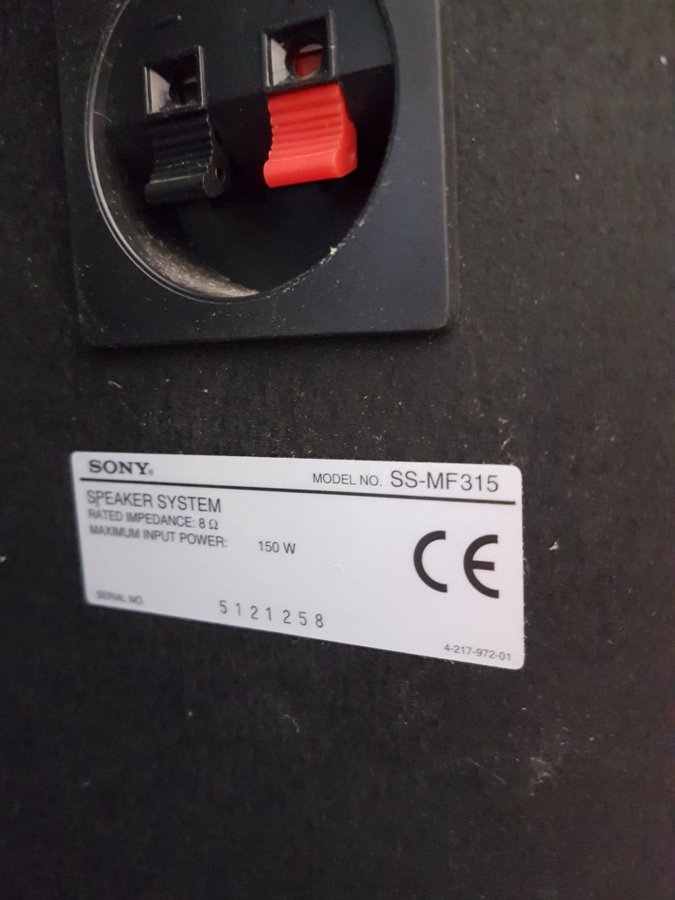 SONY®
MODEL NO. SS-MF315
SPEAKER SYSTEM
RATED IMPEDANCE: 8 Ω
MAXIMUM INPUT POWER: 150 W
CE
SERIAL NO. 5121258
4-217-972-01